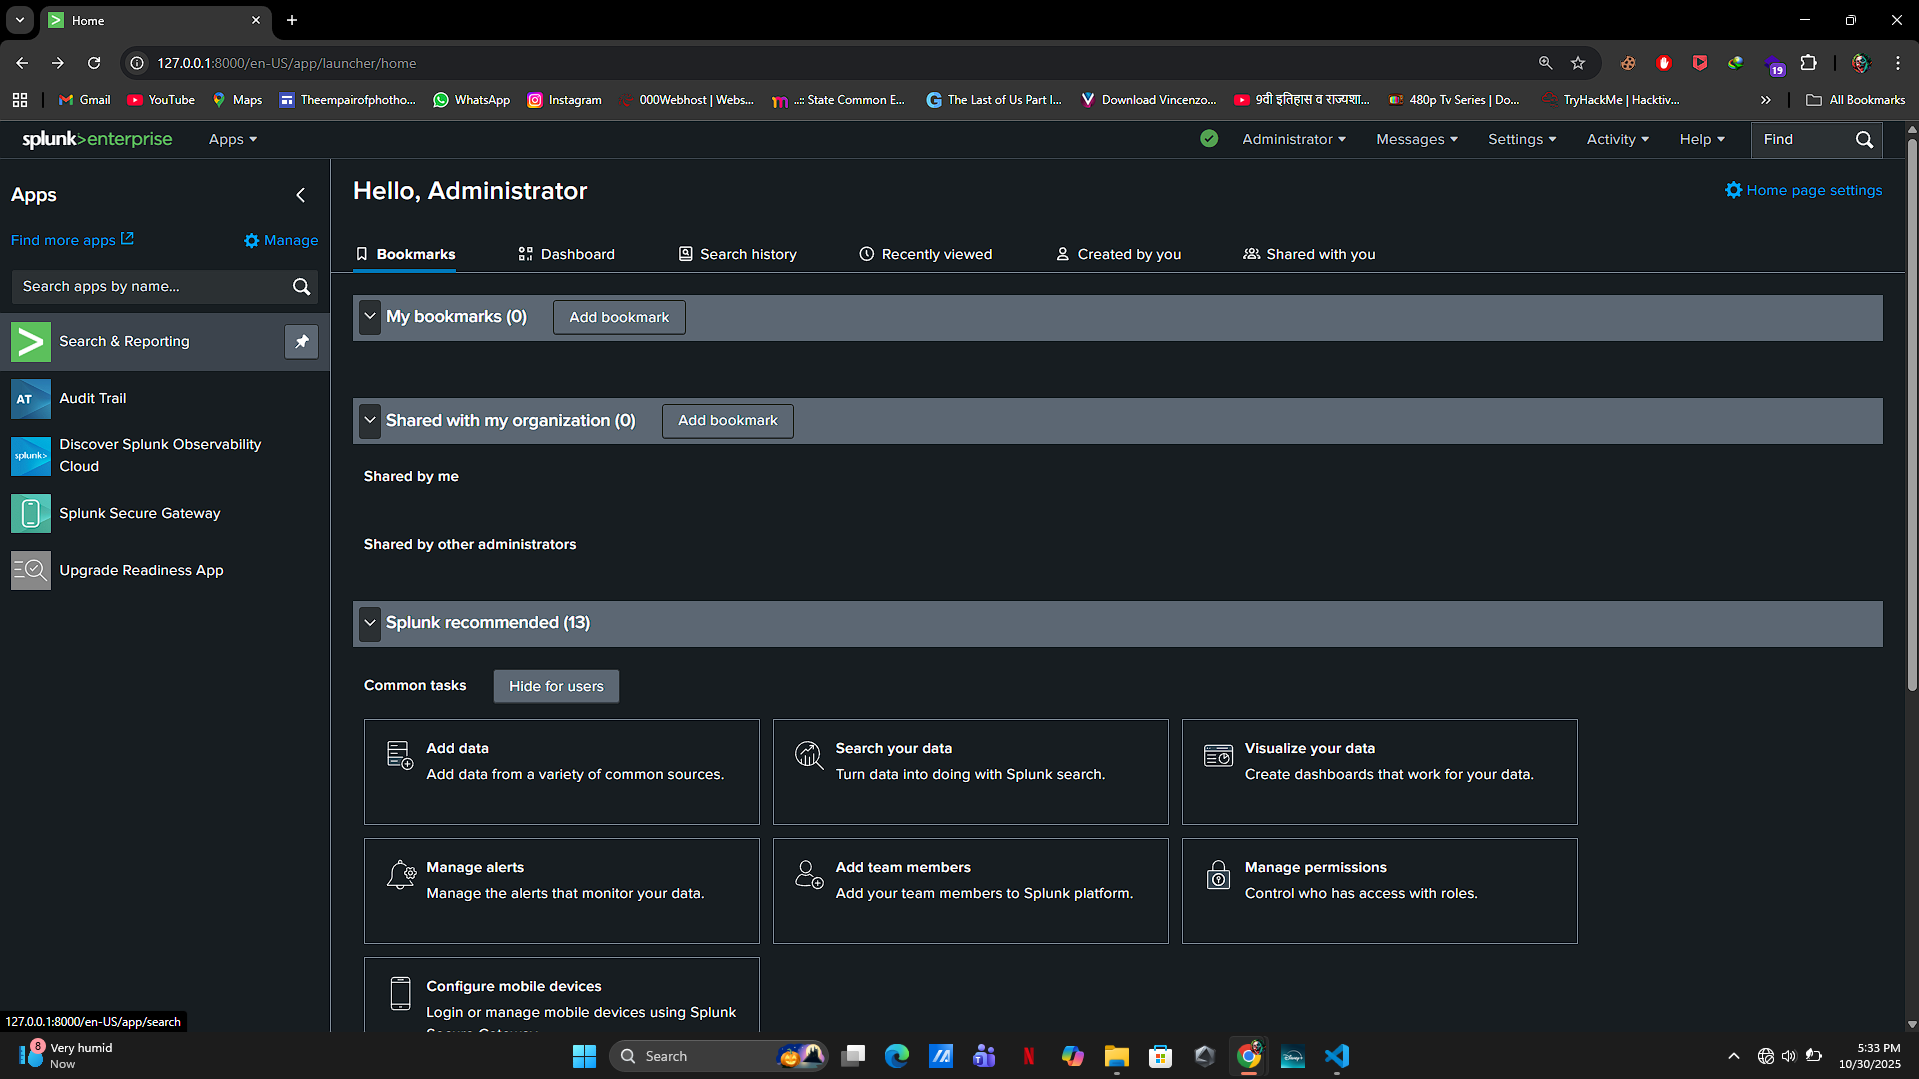 Home
127.0.0.1:8000/en-US/app/launcher/home
19
Gmail
YouTube
Maps
Theempairofphotho...
WhatsApp
Instagram
000Webhost | Webs...
..:: State Common E...
The Last of Us Part I...
Download Vincenzo...
9वी इतिहास व राज्यशा...
480p Tv Series | Do...
TryHackMe | Hacktiv...
All Bookmarks
splunk>enterprise
Apps
Administrator
Messages
Settings
Activity
Help
Find
Apps
Find more apps
Manage
Search apps by name...
Search & Reporting
AT
Audit Trail
splunk>
Discover Splunk Observability
Cloud
Splunk Secure Gateway
Upgrade Readiness App
Hello, Administrator
Home page settings
Bookmarks
Dashboard
Search history
Recently viewed
Created by you
Shared with you
My bookmarks (0)
Add bookmark
Shared with my organization (0)
Add bookmark
Shared by me
Shared by other administrators
Splunk recommended (13)
Common tasks
Hide for users
Add data
Add data from a variety of common sources.
Search your data
Turn data into doing with Splunk search.
Visualize your data
Create dashboards that work for your data.
Manage alerts
Manage the alerts that monitor your data.
Add team members
Add your team members to Splunk platform.
Manage permissions
Control who has access with roles.
Configure mobile devices
Login or manage mobile devices using Splunk
127.0.0.1:8000/en-US/app/search
8
Very humid
Now
Search
5:33 PM
10/30/2025